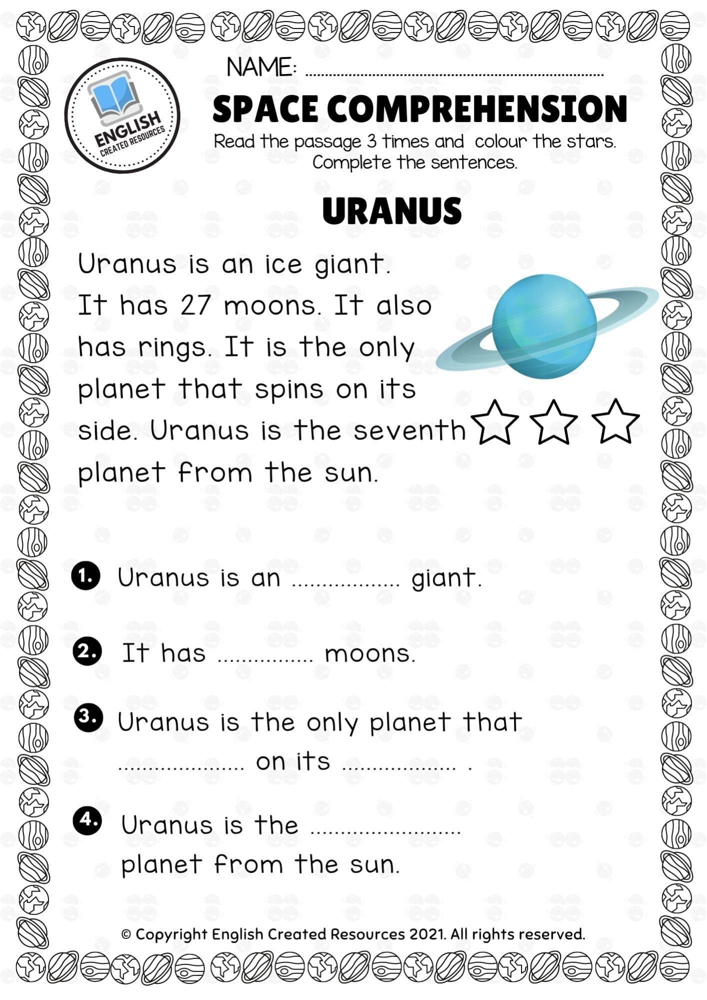 NAME: ........................................................................
ENGLISH
CREATED RESOURCES
SPACE COMPREHENSION
Read the passage 3 times and colour the stars.
Complete the sentences.
URANUS
Uranus is an ice giant.
It has 27 moons. It also
has rings. It is the only
planet that spins on its
side. Uranus is the seventh
planet from the sun.
1. Uranus is an .................. giant.
2. It has ................ moons.
3. Uranus is the only planet that
..................... on its ................... .
4. Uranus is the .........................
planet from the sun.
© Copyright English Created Resources 2021. All rights reserved.